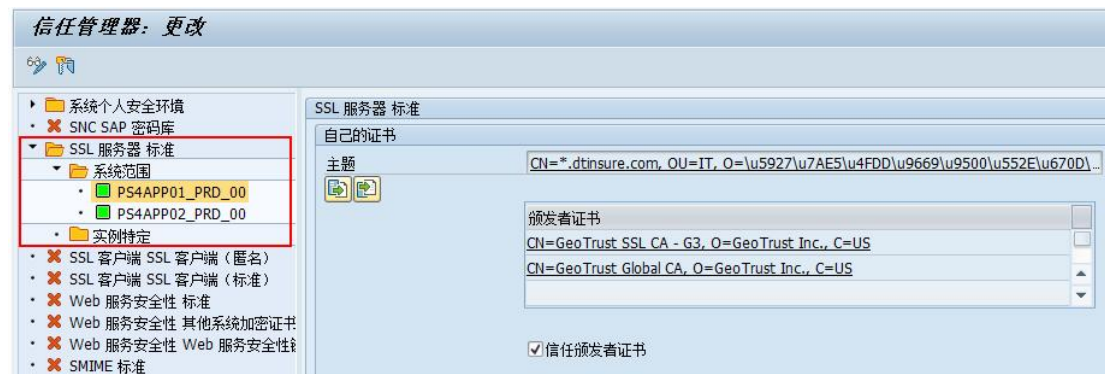 信任管理器: 更改
系统个人安全环境
SNC SAP 密码库
SSL 服务器 标准
系统范围
PS4APP01_PRD_00
PS4APP02_PRD_00
实例特定
SSL 客户端 SSL 客户端（匿名）
SSL 客户端 SSL 客户端（标准）
Web 服务安全性 标准
Web 服务安全性 其他系统加密证书
Web 服务安全性 Web 服务安全性
SMIME 标准
SSL 服务器 标准
自己的证书
主题
CN=*.dtinsure.com, OU=IT, O=\u5927\u7AE5\u4FDD\u9669\u9500\u552E\u670D\...
颁发者证书
CN=GeoTrust SSL CA - G3, O=GeoTrust Inc., C=US
CN=GeoTrust Global CA, O=GeoTrust Inc., C=US
信任颁发者证书